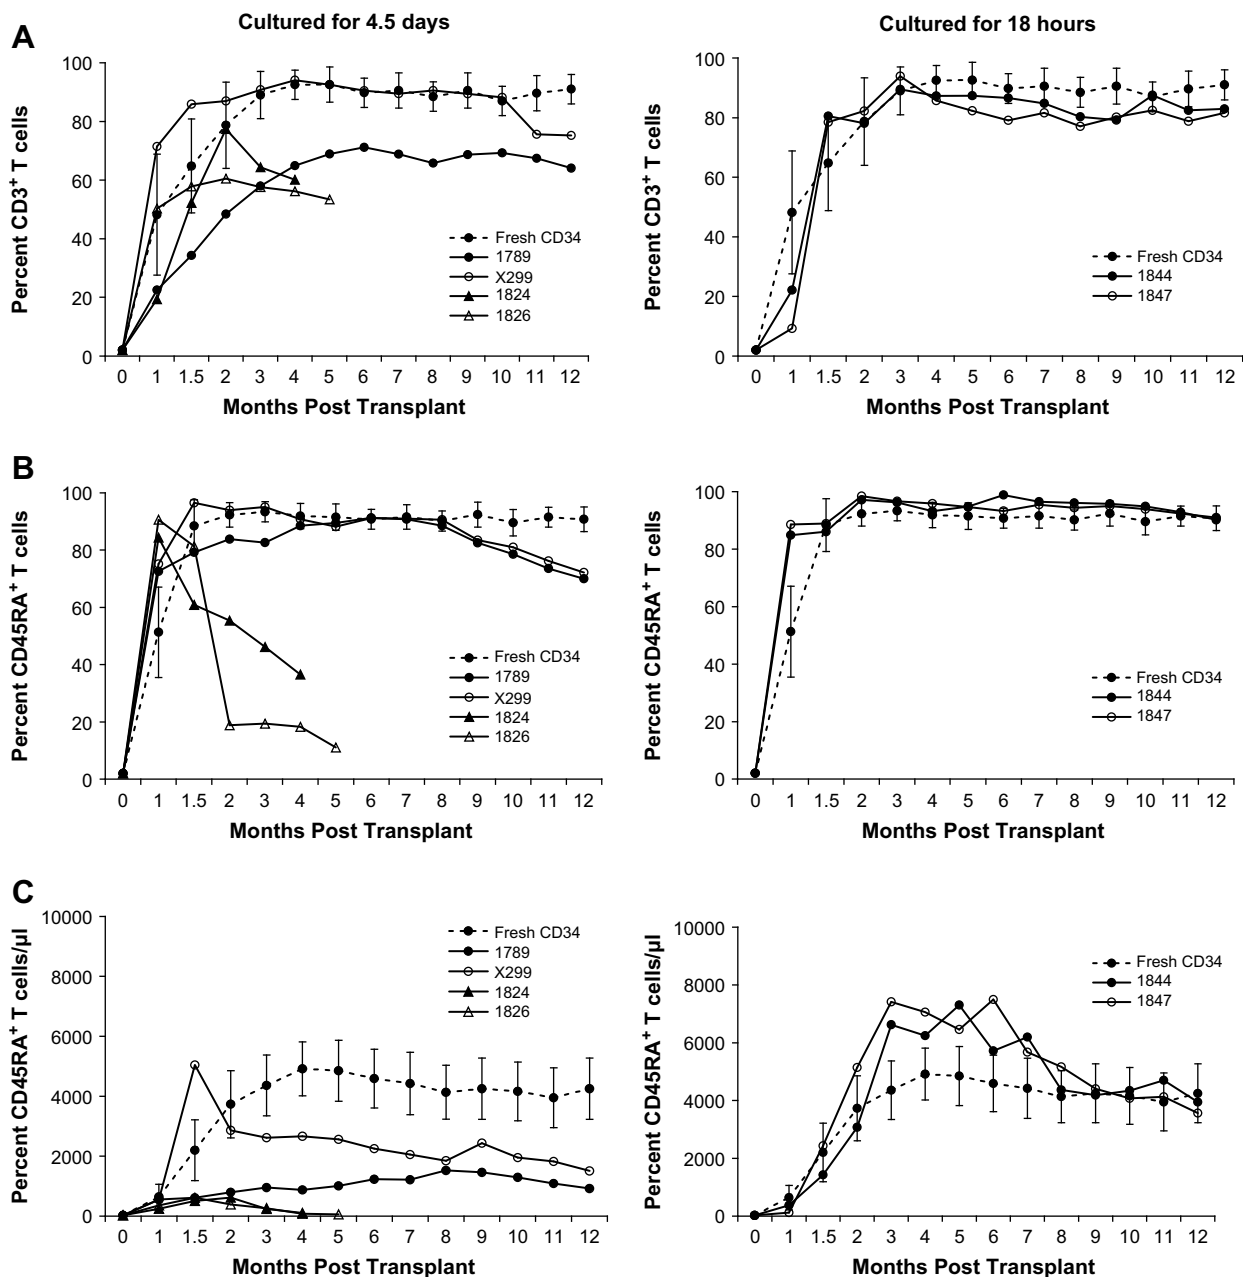 Cultured for 4.5 days
Cultured for 18 hours
A
Percent CD3+ T cells
100
80
60
40
20
0
Fresh CD34
1789
X299
1824
1826
0 1 1.5 2 3 4 5 6 7 8 9 10 11 12
Months Post Transplant
Percent CD3+ T cells
100
80
60
40
20
0
Fresh CD34
1844
1847
0 1 1.5 2 3 4 5 6 7 8 9 10 11 12
Months Post Transplant
B
Percent CD45RA+ T cells
100
80
60
40
20
0
Fresh CD34
1789
X299
1824
1826
0 1 1.5 2 3 4 5 6 7 8 9 10 11 12
Months Post Transplant
Percent CD45RA+ T cells
100
80
60
40
20
0
Fresh CD34
1844
1847
0 1 1.5 2 3 4 5 6 7 8 9 10 11 12
Months Post Transplant
C
Percent CD45RA+ T cells/µl
10000
8000
6000
4000
2000
0
Fresh CD34
1789
X299
1824
1826
0 1 1.5 2 3 4 5 6 7 8 9 10 11 12
Months Post Transplant
Percent CD45RA+ T cells/µl
10000
8000
6000
4000
2000
0
Fresh CD34
1844
1847
0 1 1.5 2 3 4 5 6 7 8 9 10 11 12
Months Post Transplant